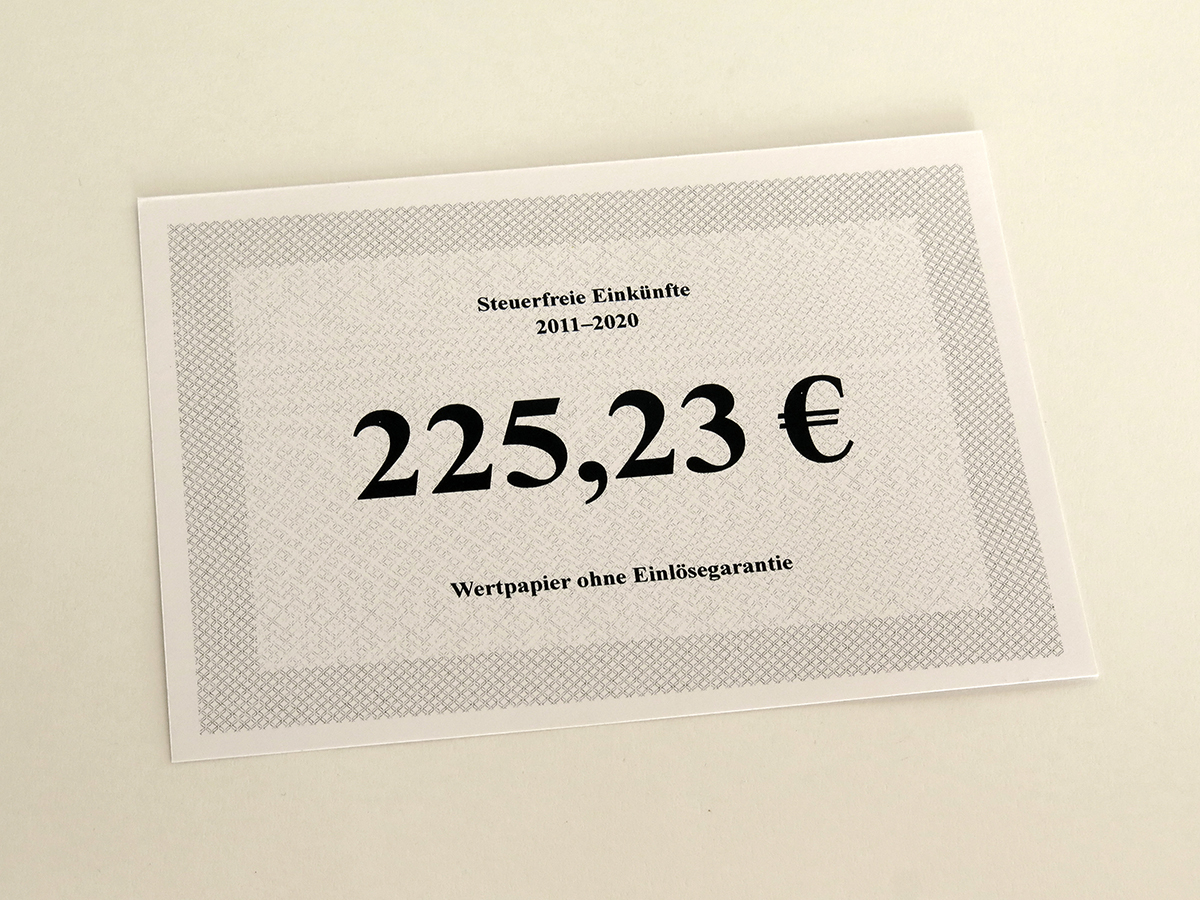 Steuerfreie Einkünfte
2011–2020
225,23 €
Wertpapier ohne Einlösegarantie